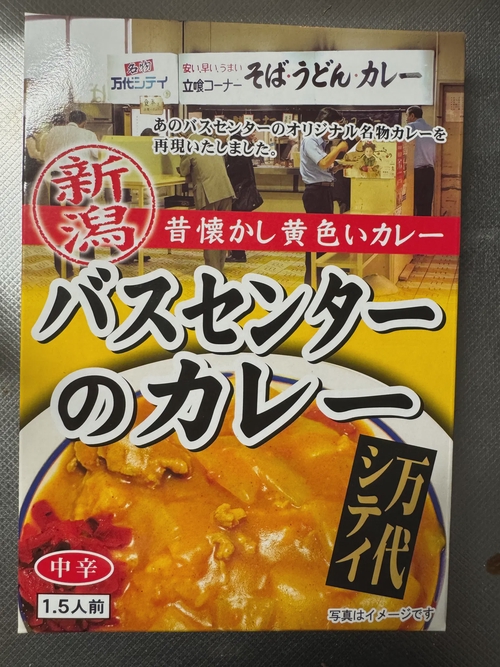 名物
万代シテイ
安い、早い、うまい
立喰コーナー
そば・うどん・カレー
あのバスセンターのオリジナル名物カレーを
再現いたしました。
新潟
昔懐かし黄色いカレー
バスセンター
のカレー
万代
シテイ
中辛
1.5人前
写真はイメージです